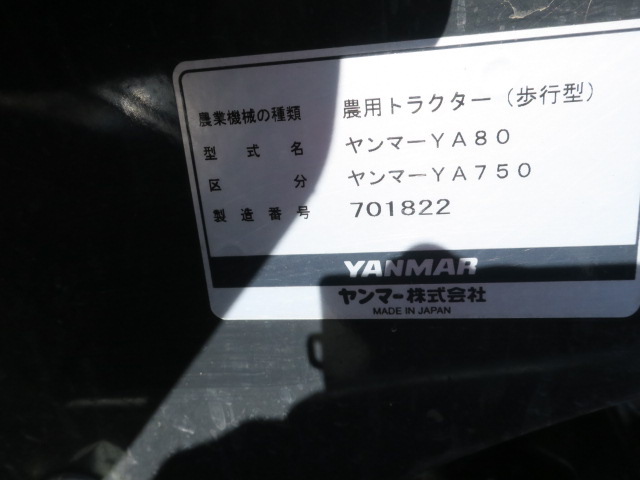 農業機械の種類 農用トラクター（歩行型）
型式名 ヤンマーＹＡ８０
区分 ヤンマーＹＡ７５０
製造番号 701822
YANMAR
ヤンマー株式会社
MADE IN JAPAN